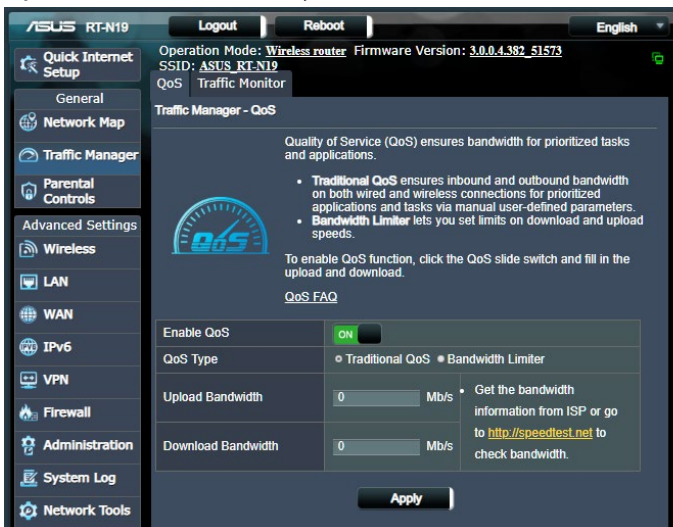 ASUS RT-N19 Logout Reboot English
Operation Mode: Wireless router Firmware Version: 3.0.0.4.382_51573
SSID: ASUS_RT-N19
Quick Internet
Setup
General
Network Map
Traffic Manager
Parental
Controls
Advanced Settings
Wireless
LAN
WAN
IPv6
VPN
Firewall
Administration
System Log
Network Tools
QoS Traffic Monitor
Traffic Manager - QoS
QoS
Quality of Service (QoS) ensures bandwidth for prioritized tasks
and applications.
• Traditional QoS ensures inbound and outbound bandwidth
on both wired and wireless connections for prioritized
applications and tasks via manual user-defined parameters.
• Bandwidth Limiter lets you set limits on download and upload
speeds.
To enable QoS function, click the QoS slide switch and fill in the
upload and download.
QoS FAQ
Enable QoS ON
QoS Type Traditional QoS Bandwidth Limiter
Upload Bandwidth 0 Mb/s
Download Bandwidth 0 Mb/s
• Get the bandwidth
information from ISP or go
to http://speedtest.net to
check bandwidth.
Apply